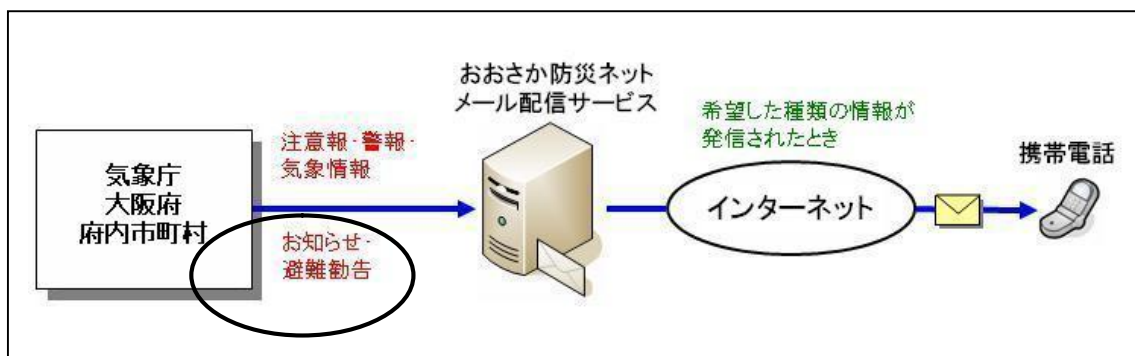 気象庁
大阪府
府内市町村
注意報・警報・
気象情報
お知らせ・
避難勧告
おおさか防災ネット
メール配信サービス
希望した種類の情報が
発信されたとき
インターネット
携帯電話